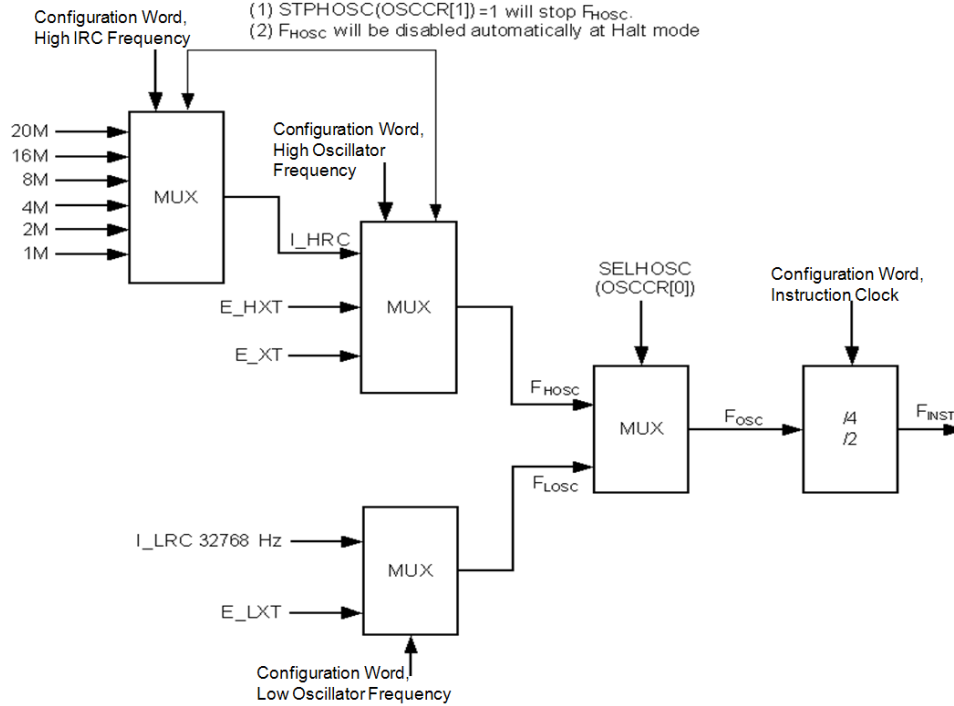 (1) STPHOSC(OSCCR[1]) =1 will stop FHOSC.
(2) FHOSC will be disabled automatically at Halt mode
Configuration Word,
High IRC Frequency
20M
16M
8M
4M
2M
1M
MUX
Configuration Word,
High Oscillator
Frequency
I_HRC
E_HXT
E_XT
MUX
SELHOSC
(OSCCR[0])
Configuration Word,
Instruction Clock
FHOSC
MUX
FOSC
/4
/2
FINST
FLOSC
I_LRC 32768 Hz
E_LXT
MUX
Configuration Word,
Low Oscillator Frequency